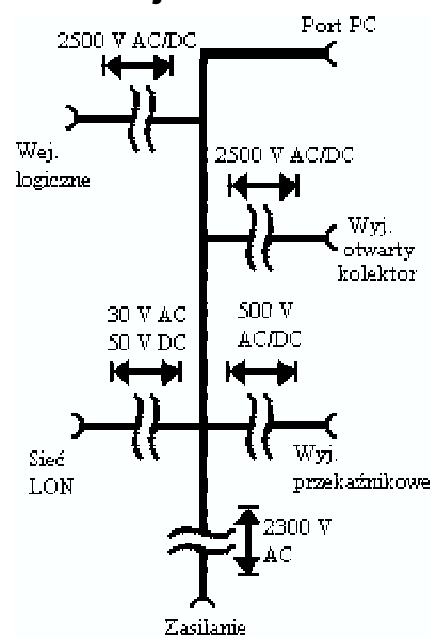 Port PC
2500 V AC/DC
Wej.
logiczne
2500 V AC/DC
Wyj.
otwarty
kolektor
30 V AC
50 V DC
500 V
AC/DC
Sieć
LON
Wyj.
przekaźnikowe
2300 V
AC
Zasilanie